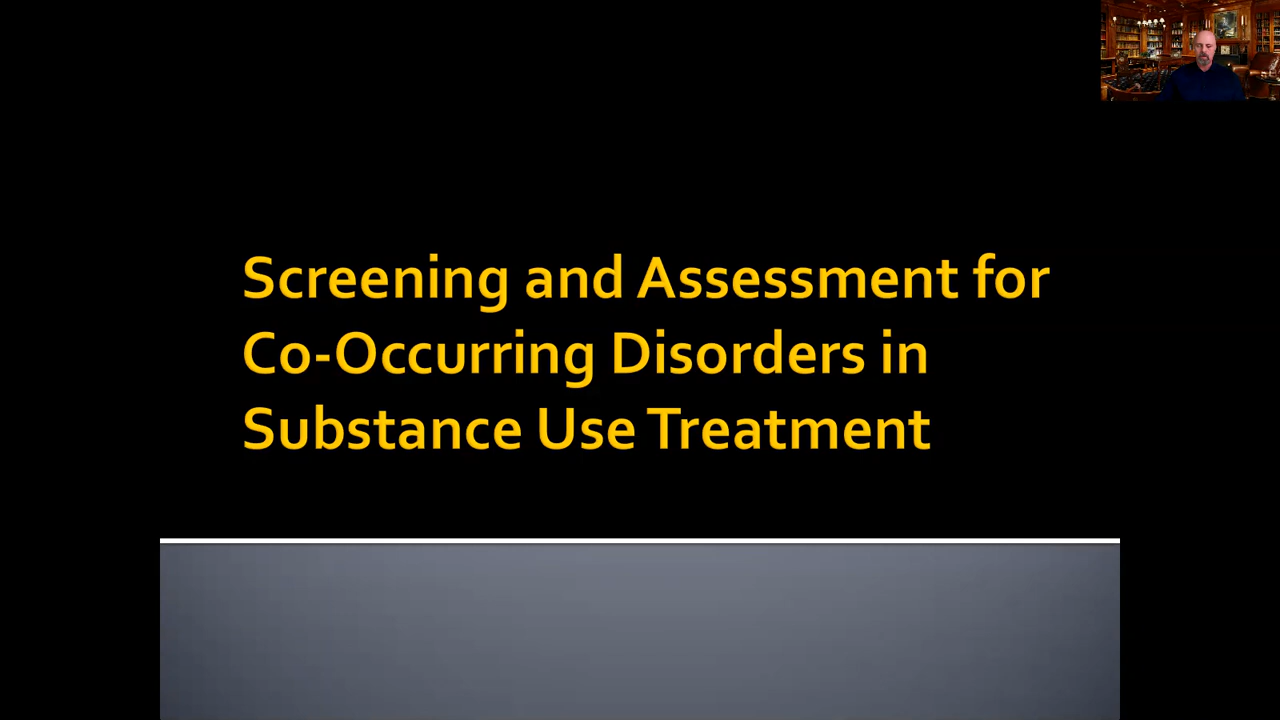 Screening and Assessment for
Co-Occurring Disorders in
Substance Use Treatment